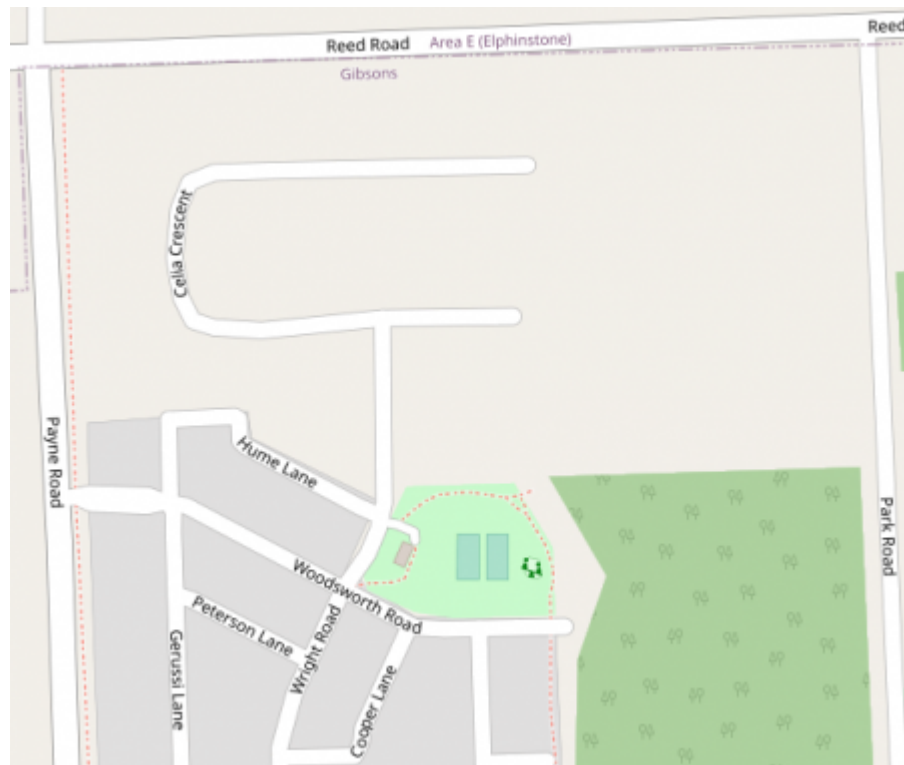 Reed Road
Area E (Elphinstone)
Reed
Gibsons
Celia Crescent
Payne Road
Hume Lane
Park Road
Woodsworth Road
Peterson Lane
Wright Road
Gerussi Lane
Cooper Lane